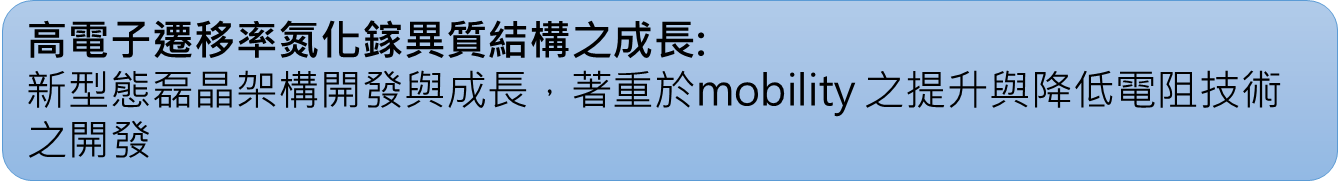 高電子遷移率氮化鎵異質結構之成長:
新型態磊晶架構開發與成長，著重於mobility 之提升與降低電阻技術
之開發